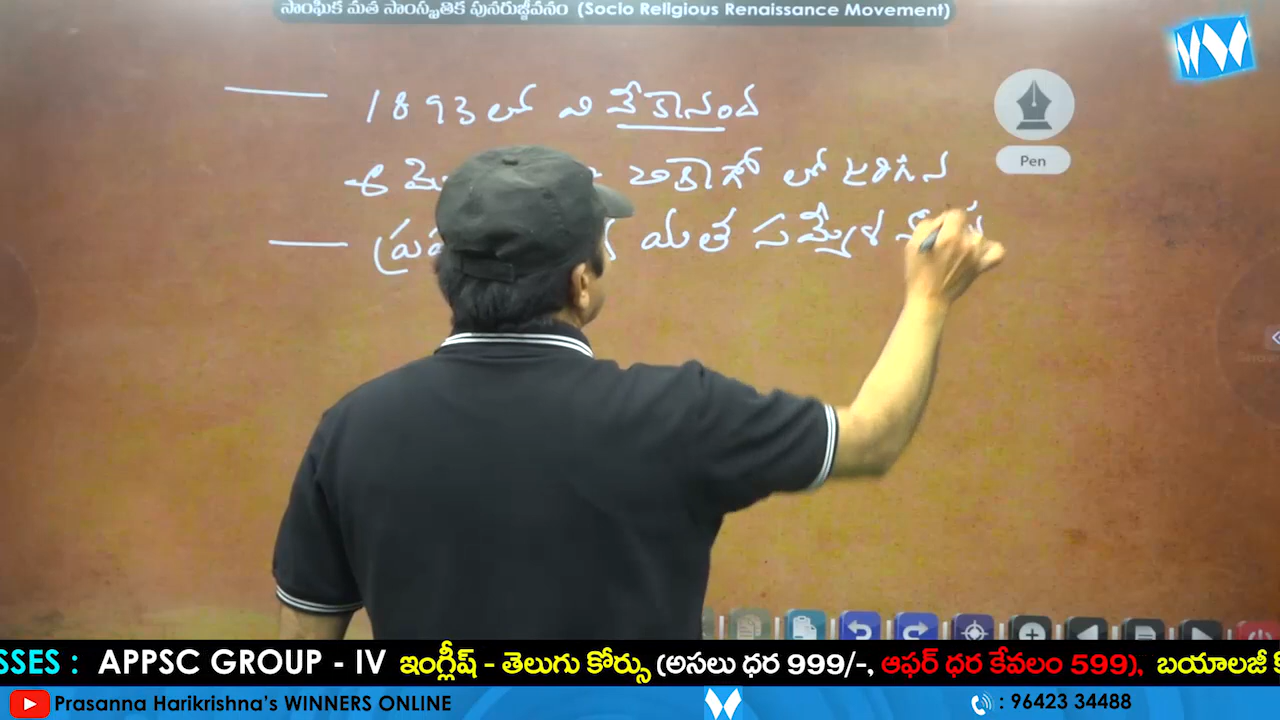 సాంఘిక మత సాంస్కృతిక పునరుజ్జీవనం (Socio Religious Renaissance Movement)
1893లో వివేకానంద
చికాగో లో జరిగిన
మత సమ్మేళ
Pen
SSES : APPSC GROUP - IV ఇంగ్లీష్ - తెలుగు కోర్సు (అసలు ధర 999/-, ఆఫర్ ధర కేవలం 599), బయాలజీ క
Prasanna Harikrishna's WINNERS ONLINE : 96423 34488